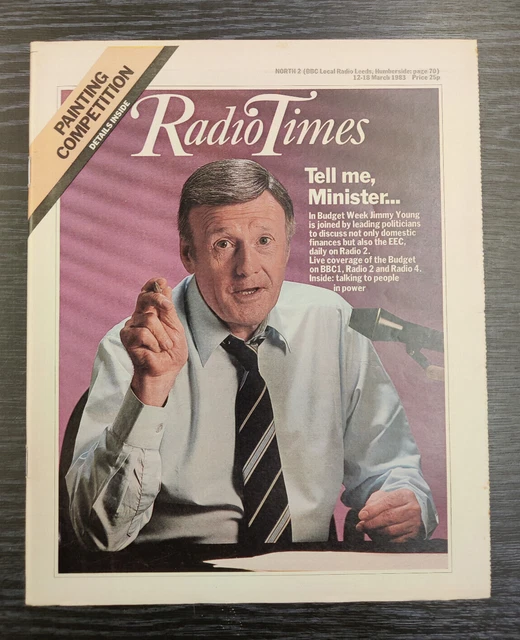 NORTH 2 (BBC Local Radio Leeds, Humberside: page 70)
12-18 March 1983 Price 25p
PAINTING
COMPETITION
DETAILS INSIDE
Radio Times
Tell me,
Minister...
In Budget Week Jimmy Young
is joined by leading politicians
to discuss not only domestic
finances but also the EEC,
daily on Radio 2.
Live coverage of the Budget
on BBC1, Radio 2 and Radio 4.
Inside: talking to people
in power